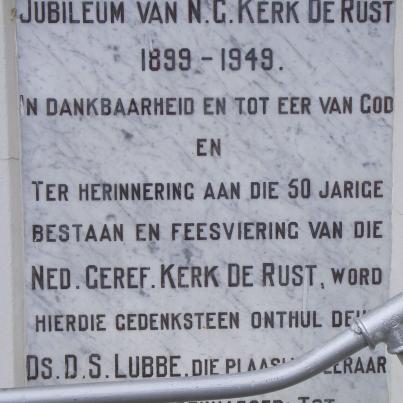 JUBILEUM VAN N.G. KERK DE RUST
1899 - 1949.
IN DANKBAARHEID EN TOT EER VAN GOD
EN
TER HERINNERING AAN DIE 50 JARIGE
BESTAAN EN FEESVIERING VAN DIE
NED. GEREF. KERK DE RUST, WORD
HIERDIE GEDENKSTEEN ONTHUL
DS. D. S. LUBBE, DIE
TOT